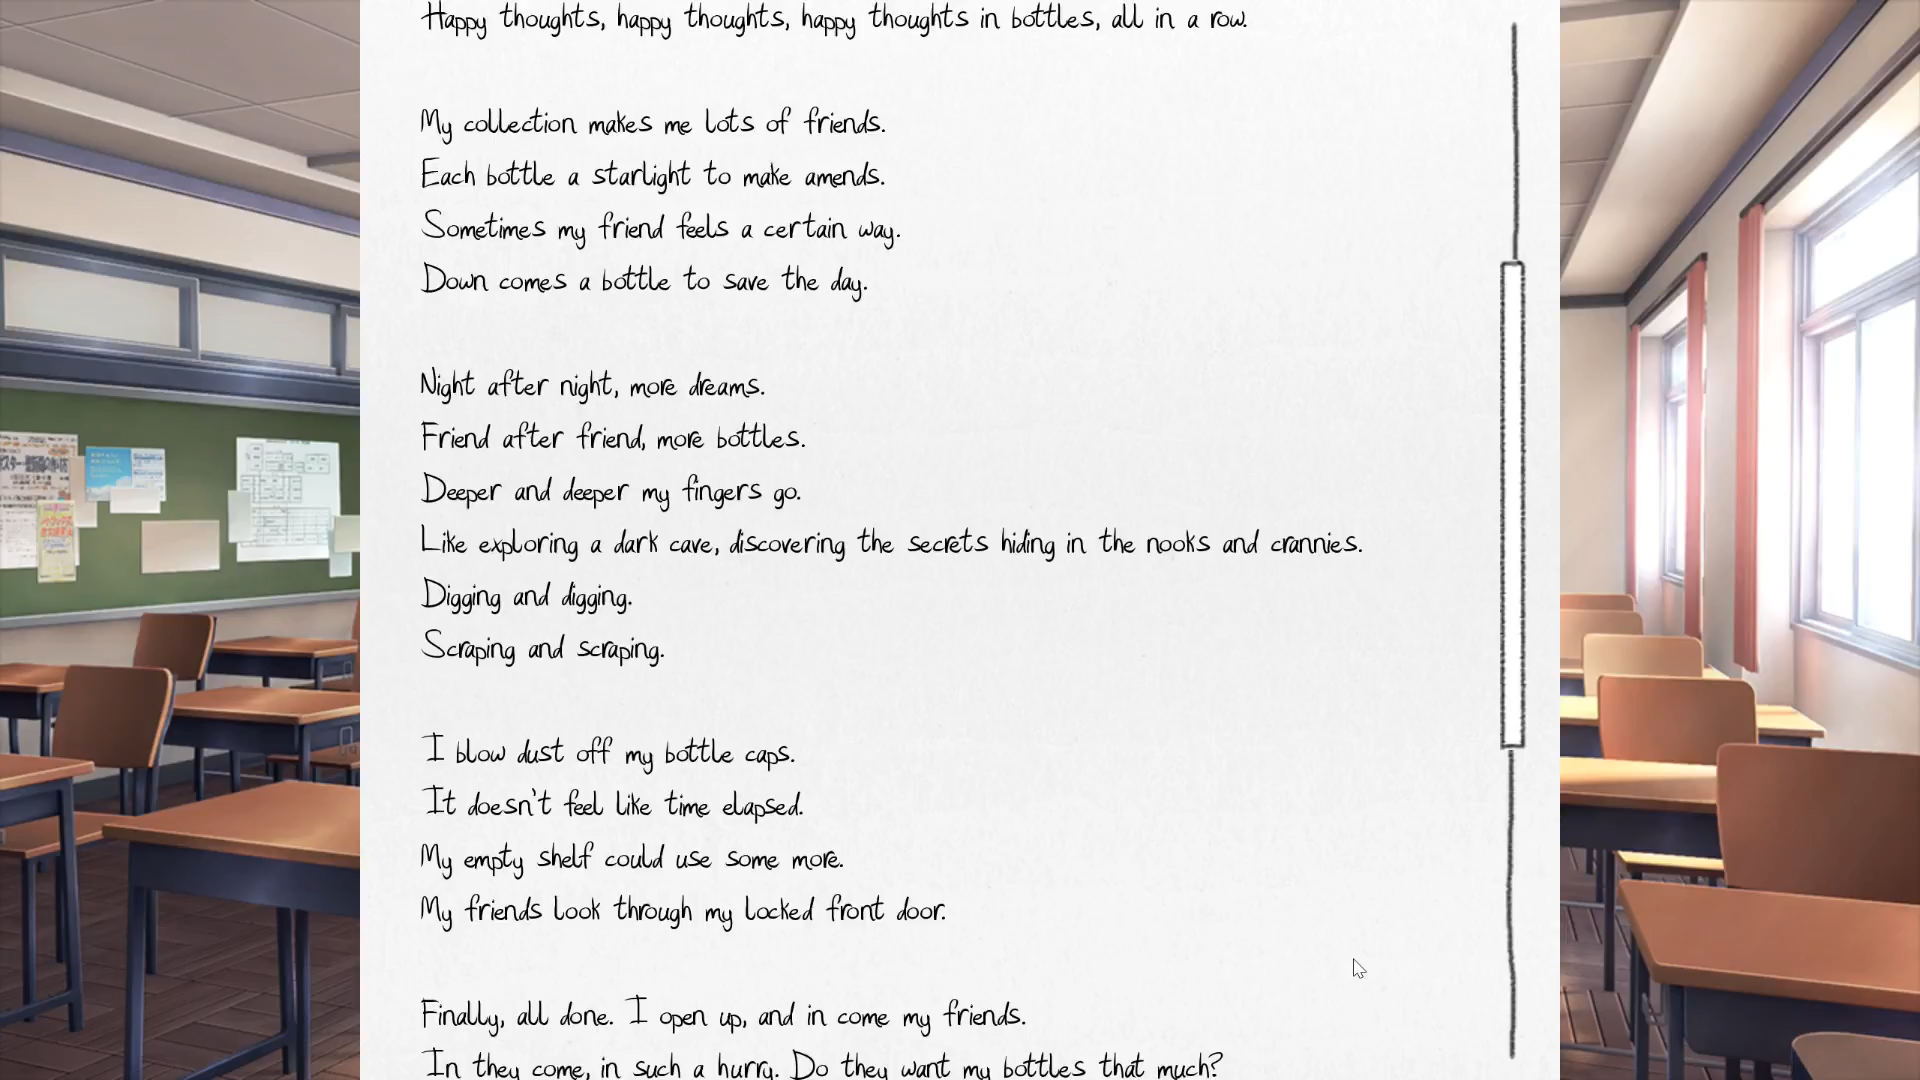 Happy thoughts, happy thoughts, happy thoughts in bottles, all in a row.
My collection makes me lots of friends.
Each bottle a starlight to make amends.
Sometimes my friend feels a certain way.
Down comes a bottle to save the day.
Night after night, more dreams.
Friend after friend, more bottles.
Deeper and deeper my fingers go.
Like exploring a dark cave, discovering the secrets hiding in the nooks and crannies.
Digging and digging.
Scraping and scraping.
I blow dust off my bottle caps.
It doesn't feel like time elapsed.
My empty shelf could use some more.
My friends look through my locked front door.
Finally, all done. I open up, and in come my friends.
In they come, in such a hurry. Do they want my bottles that much?